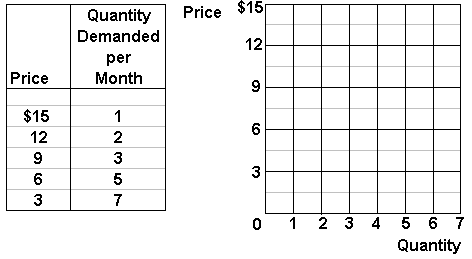 Price Quantity Demanded per Month
$15 1
12 2
9 3
6 5
3 7
Price
$15
12
9
6
3
0 1 2 3 4 5 6 7
Quantity